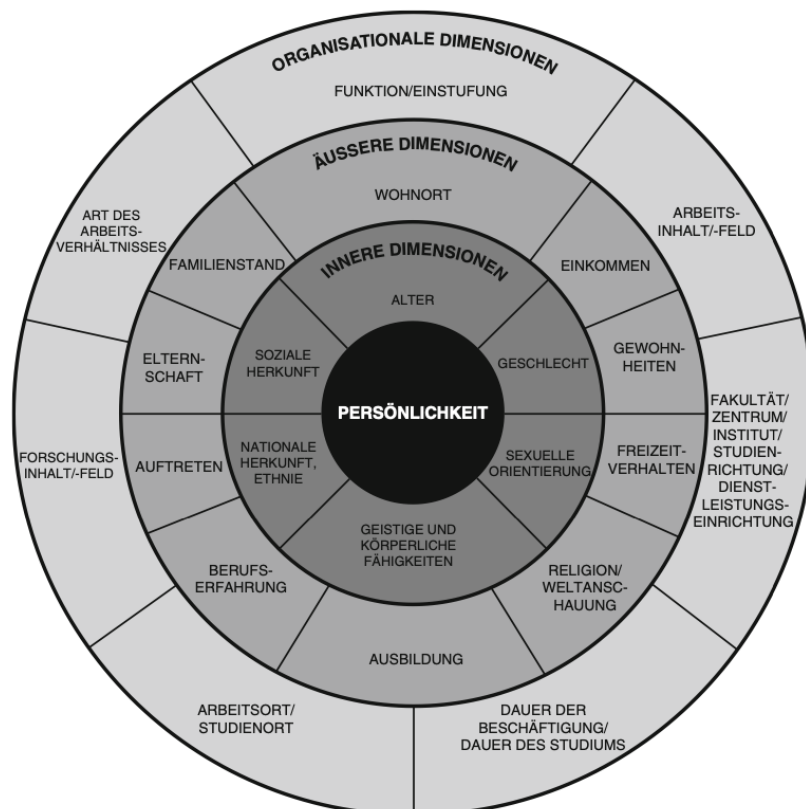 ORGANISATIONALE DIMENSIONEN
FUNKTION/EINSTUFUNG
ARBEITS-
INHALT/-FELD
FAKULTÄT/
ZENTRUM/
INSTITUT/
STUDIEN-
RICHTUNG/
DIENST-
LEISTUNGS-
EINRICHTUNG
DAUER DER
BESCHÄFTIGUNG/
DAUER DES STUDIUMS
ARBEITSORT/
STUDIENORT
FORSCHUNGS-
INHALT/-FELD
ART DES
ARBEITS-
VERHÄLTNISSES
ÄUSSERE DIMENSIONEN
WOHNORT
EINKOMMEN
GEWOHN-
HEITEN
FREIZEIT-
VERHALTEN
RELIGION/
WELTANSC-
HAUUNG
AUSBILDUNG
BERUFS-
ERFAHRUNG
AUFTRETEN
ELTERN-
SCHAFT
FAMILIENSTAND
INNERE DIMENSIONEN
ALTER
GESCHLECHT
SEXUELLE
ORIENTIERUNG
GEISTIGE UND
KÖRPERLICHE
FÄHIGKEITEN
NATIONALE
HERKUNFT,
ETHNIE
SOZIALE
HERKUNFT
PERSÖNLICHKEIT